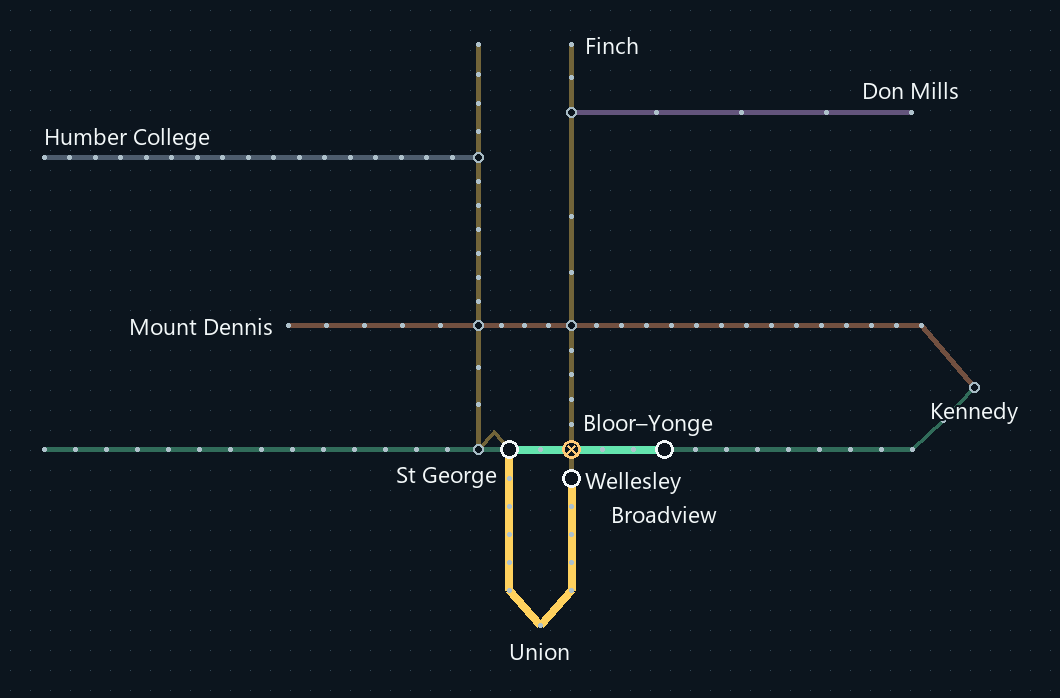 Finch
Don Mills
Humber College
Mount Dennis
Kennedy
Bloor–Yonge
St George
Wellesley
Broadview
Union